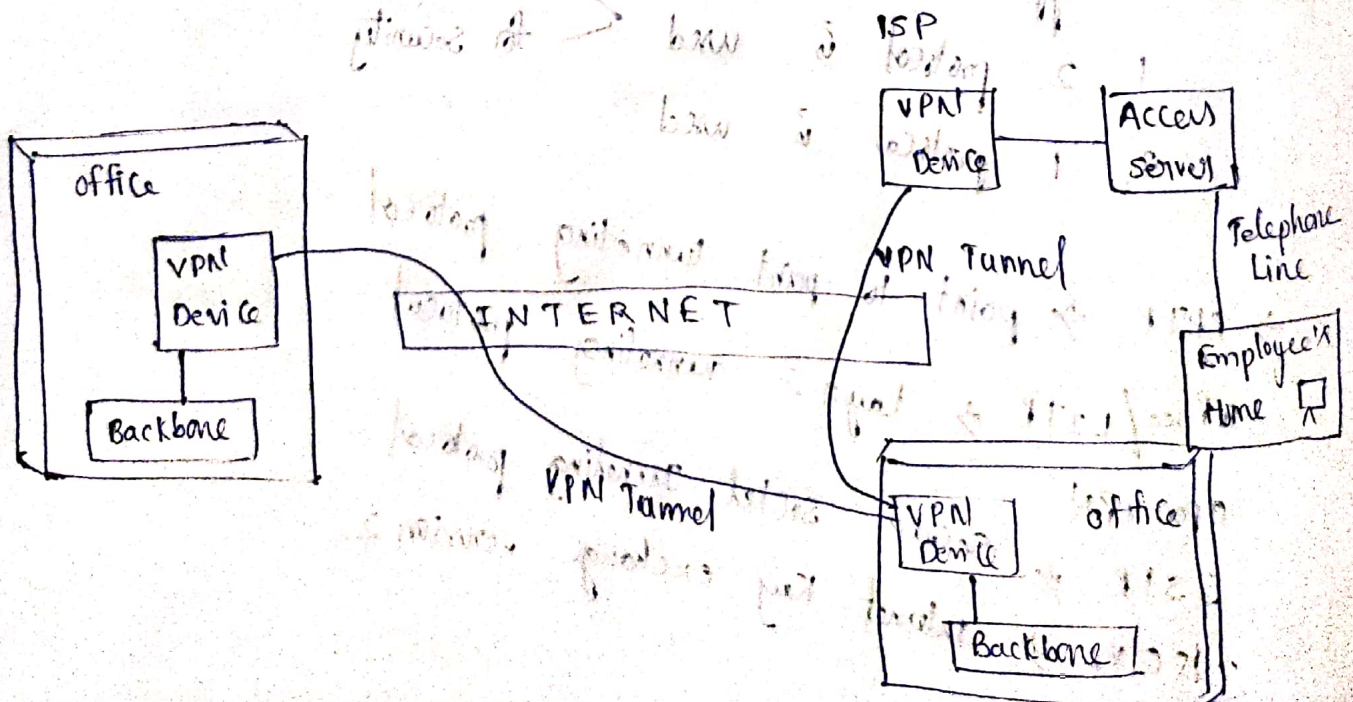 ISP
VPN
Device
Access
Server
Telephone
Line
Employee's
Home
office
VPN
Device
Backbone
INTERNET
VPN Tunnel
VPN Tunnel
office
VPN
Device
Backbone